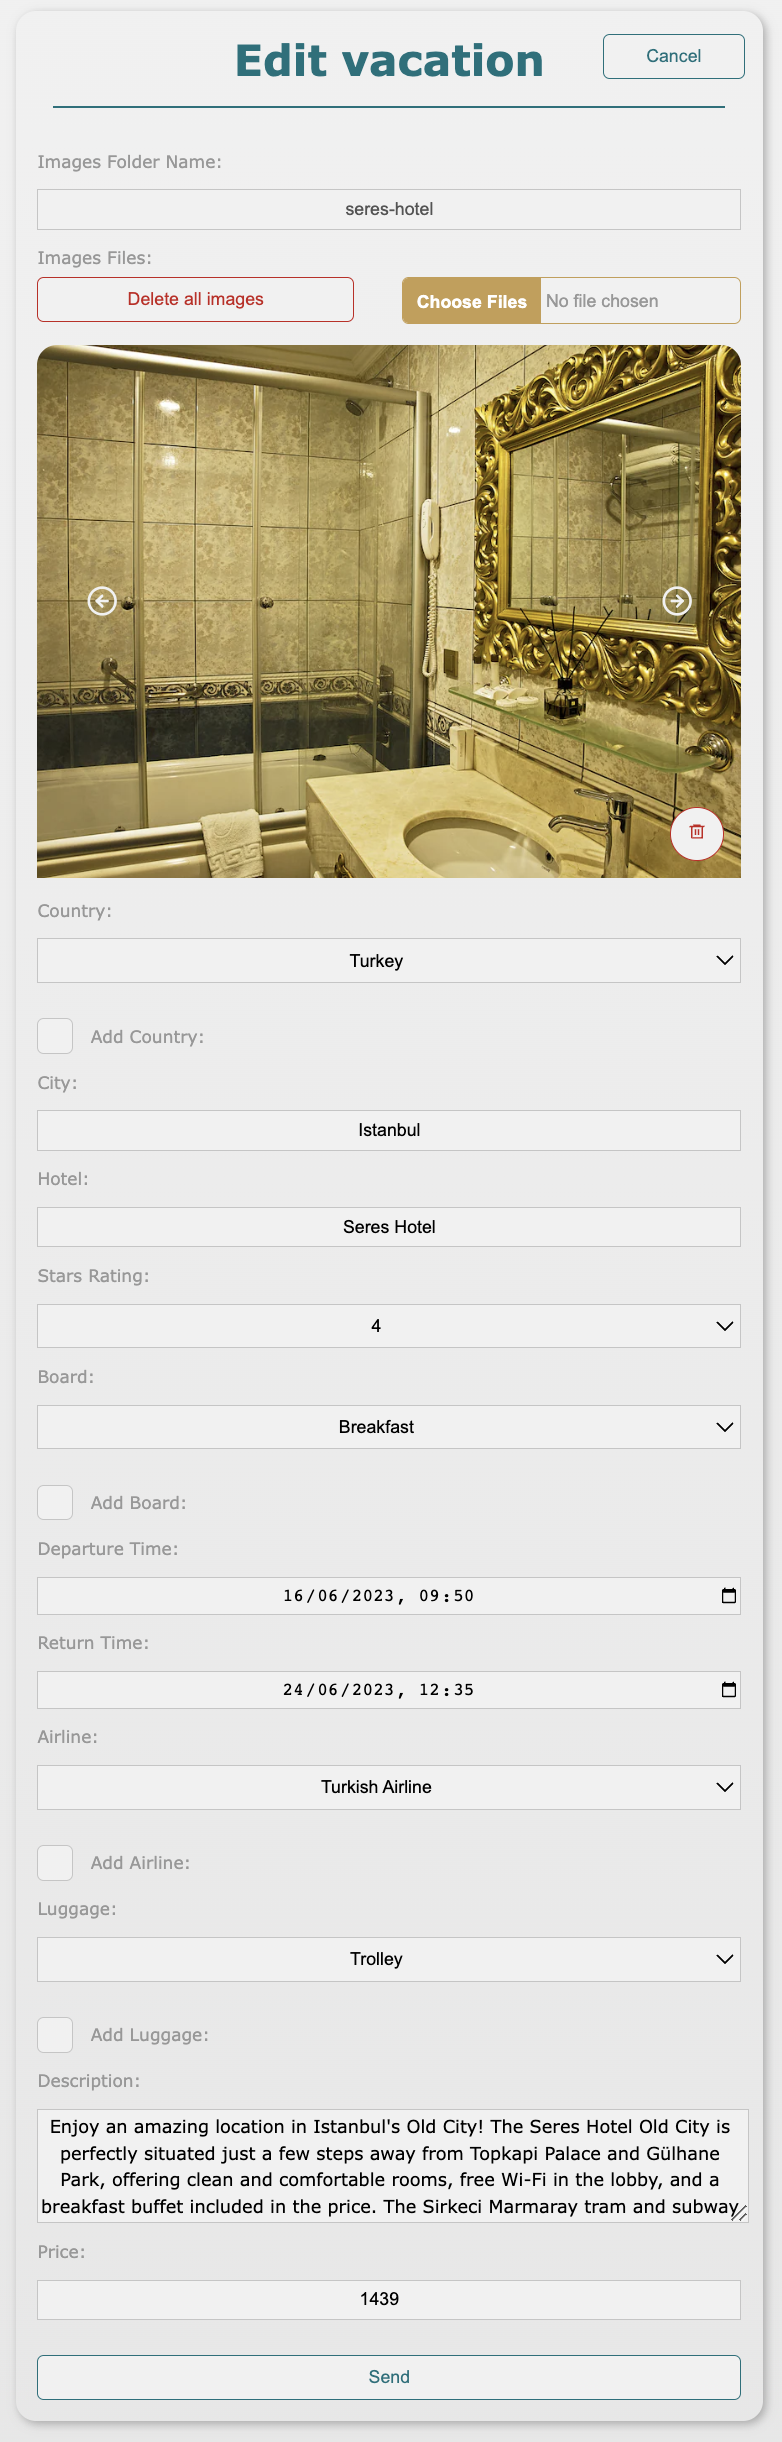 Edit vacation
Cancel
Images Folder Name:
seres-hotel
Images Files:
Delete all images
Choose Files No file chosen
Country:
Turkey
Add Country:
City:
Istanbul
Hotel:
Seres Hotel
Stars Rating:
4
Board:
Breakfast
Add Board:
Departure Time:
16/06/2023, 09:50
Return Time:
24/06/2023, 12:35
Airline:
Turkish Airline
Add Airline:
Luggage:
Trolley
Add Luggage:
Description:
Enjoy an amazing location in Istanbul's Old City! The Seres Hotel Old City is
perfectly situated just a few steps away from Topkapi Palace and Gülhane
Park, offering clean and comfortable rooms, free Wi-Fi in the lobby, and a
breakfast buffet included in the price. The Sirkeci Marmaray tram and subway
Price:
1439
Send